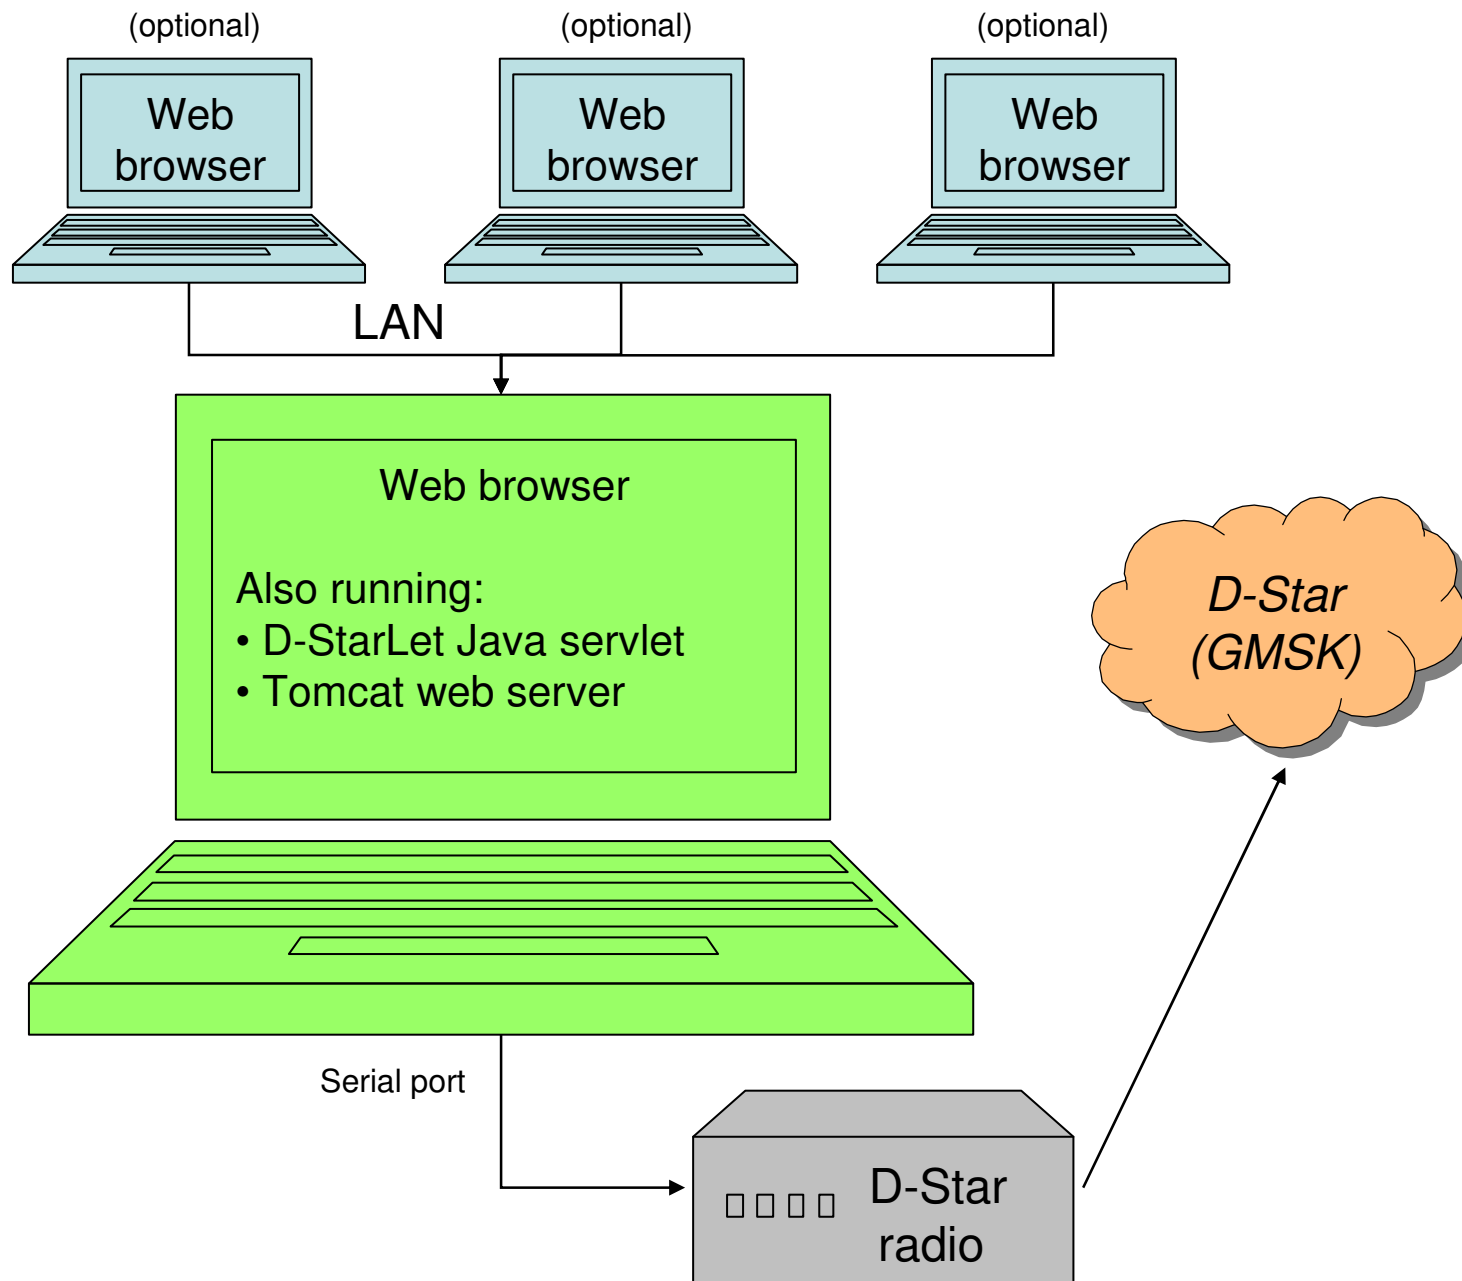 (optional)
(optional)
(optional)
Web
browser
Web
browser
Web
browser
LAN
Web browser
Also running:
• D-StarLet Java servlet
• Tomcat web server
D-Star
(GMSK)
Serial port
D-Star
radio